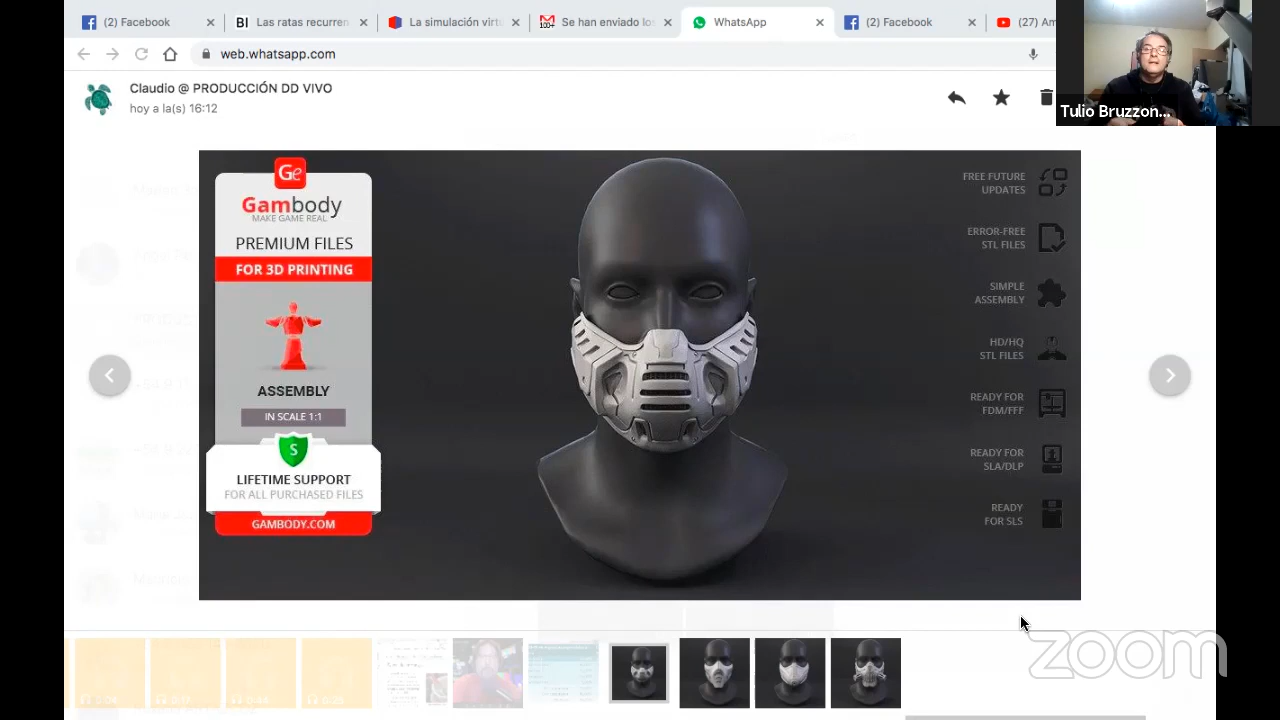 (2) Facebook
Las ratas recurren
La simulación virtu
Se han enviado los
WhatsApp
(2) Facebook
(27) Am
web.whatsapp.com
Claudio @ PRODUCCIÓN DD VIVO
hoy a la(s) 16:12
Tulio Bruzzon...
Ge
Gambody
MAKE GAME REAL
PREMIUM FILES
FOR 3D PRINTING
ASSEMBLY
IN SCALE 1:1
S
LIFETIME SUPPORT
FOR ALL PURCHASED FILES
GAMBODY.COM
FREE FUTURE
UPDATES
ERROR-FREE
STL FILES
SIMPLE
ASSEMBLY
HD/HQ
STL FILES
READY FOR
FDM/FFF
READY FOR
SLA/DLP
READY
FOR SLS
zoom